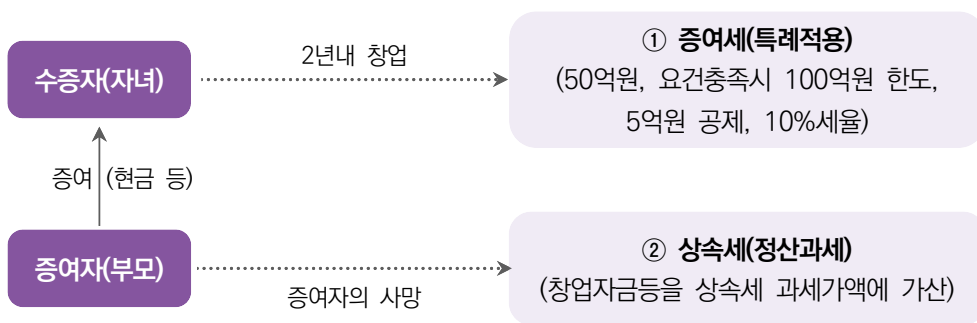 수증자(자녀)
2년내 창업
① 증여세(특례적용)
(50억원, 요건충족시 100억원 한도,
5억원 공제, 10%세율)
증여 (현금 등)
증여자(부모)
증여자의 사망
② 상속세(정산과세)
(창업자금등을 상속세 과세가액에 가산)